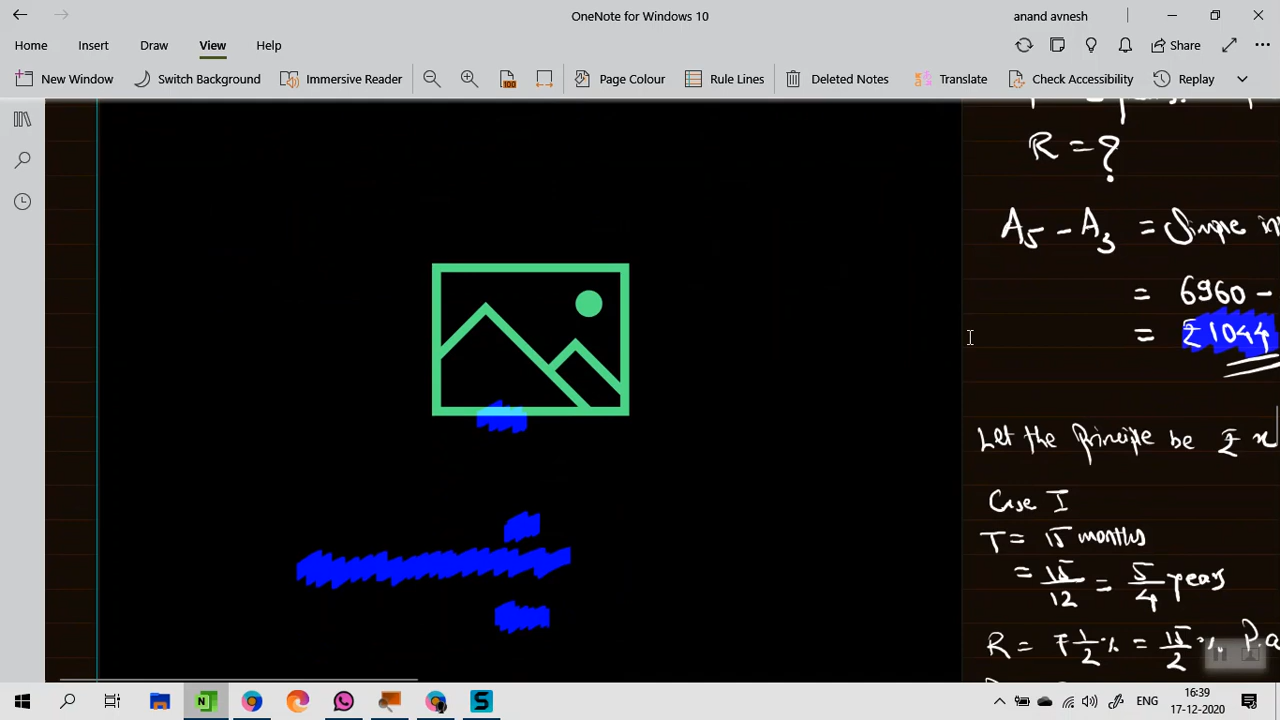 OneNote for Windows 10
anand avnesh
Home Insert Draw View Help
Share
New Window Switch Background Immersive Reader 100 Page Colour Rule Lines Deleted Notes Translate Check Accessibility Replay
R = ?
A5 - A3 = Simple in
= 6960 -
= ₹1044
Let the Principle be ₹ x
Case I
T = 15 months
= 15/12 = 5/4 years
R = 7 1/2 % = 15/2 %. P.a
ENG
16:39
17-12-2020